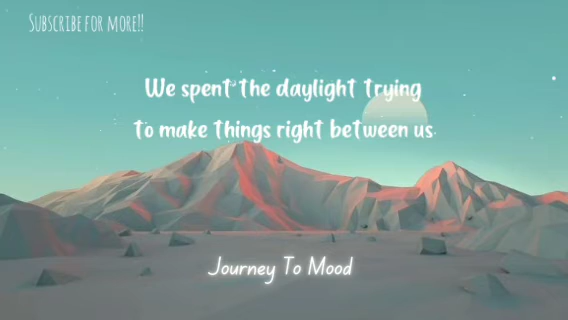 SUBSCRIBE FOR MORE!!
We spent the daylight trying
to make things right between us
Journey To Mood